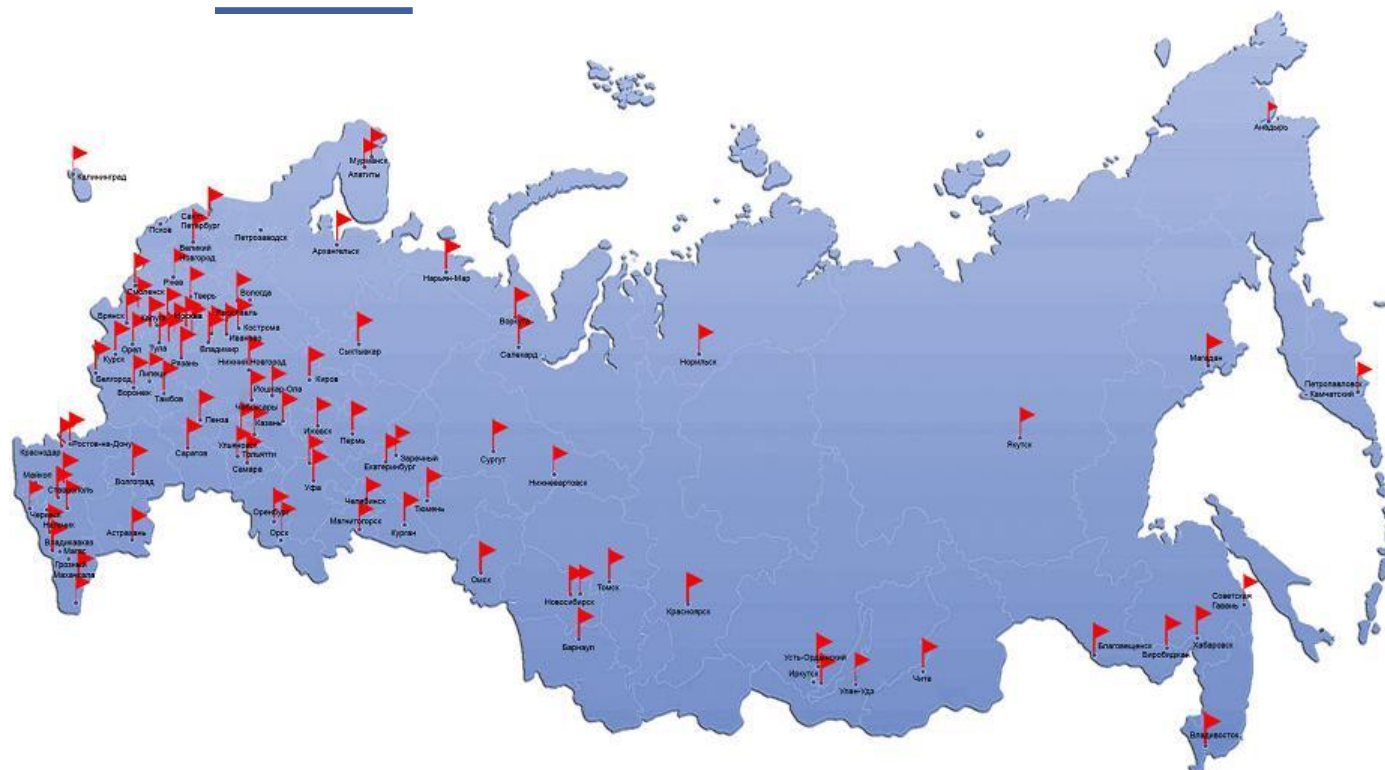 Анадырь
Мурманск
Апатиты
Калининград
Санкт-
Петербург
Псков
Петрозаводск
Великий
Новгород
Архангельск
Нарьян-Мар
Ржев
Смоленск
Тверь
Вологда
Брянск
Калуга
Москва
Ярославль
Кострома
Воркута
Иваново
Владимир
Сыктывкар
Орел
Тула
Салехард
Норильск
Магадан
Курск
Рязань
Нижний Новгород
Белгород
Липецк
Киров
Петропавловск
Камчатский
Воронеж
Тамбов
Йошкар-Ола
Чебоксары
Пенза
Казань
Ижевск
Пермь
Якутск
Ростов-на-Дону
Краснодар
Саратов
Ульяновск
Тольятти
Самара
Екатеринбург
Заречный
Сургут
Майкоп
Волгоград
Уфа
Нижневартовск
Ставрополь
Челябинск
Тюмень
Черкесск
Нальчик
Оренбург
Магнитогорск
Курган
Астрахань
Орск
Владикавказ
Магас
Грозный
Махачкала
Омск
Новосибирск
Томск
Красноярск
Советская
Гавань
Барнаул
Благовещенск
Биробиджан
Хабаровск
Усть-Ордынский
Иркутск
Улан-Удэ
Чита
Владивосток